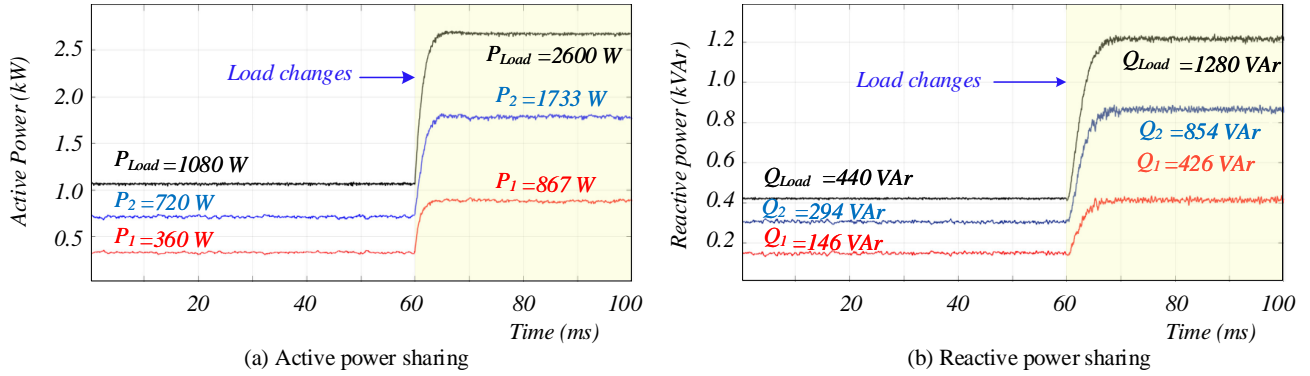 Active Power (kW)
2.5
2.0
1.5
1.0
0.5
P_Load=2600 W
Load changes
P_2=1733 W
P_Load=1080 W
P_1=867 W
P_2=720 W
P_1=360 W
20
40
60
80
100
Time (ms)
(a) Active power sharing
Reactive power (kVAr)
1.2
1.0
0.8
0.6
0.4
0.2
Q_Load=1280 VAr
Load changes
Q_2=854 VAr
Q_1=426 VAr
Q_Load=440 VAr
Q_2=294 VAr
Q_1=146 VAr
20
40
60
80
100
Time (ms)
(b) Reactive power sharing